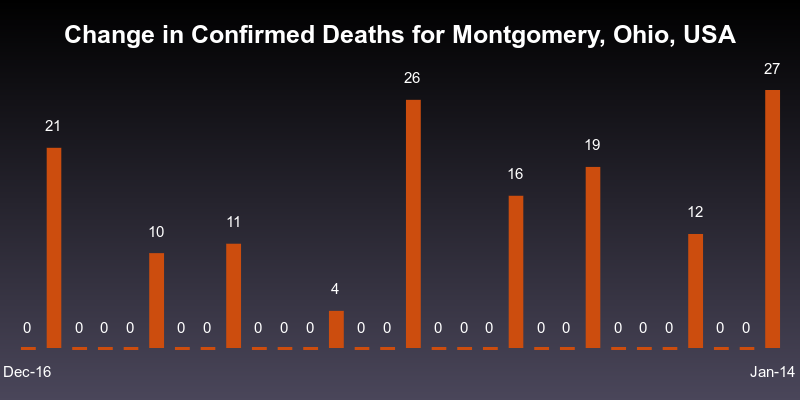 Change in Confirmed Deaths for Montgomery, Ohio, USA
0 21 0 0 0 10 0 0 11 0 0 0 4 0 0 26 0 0 0 16 0 0 19 0 0 0 12 0 0 27
Dec-16 Jan-14